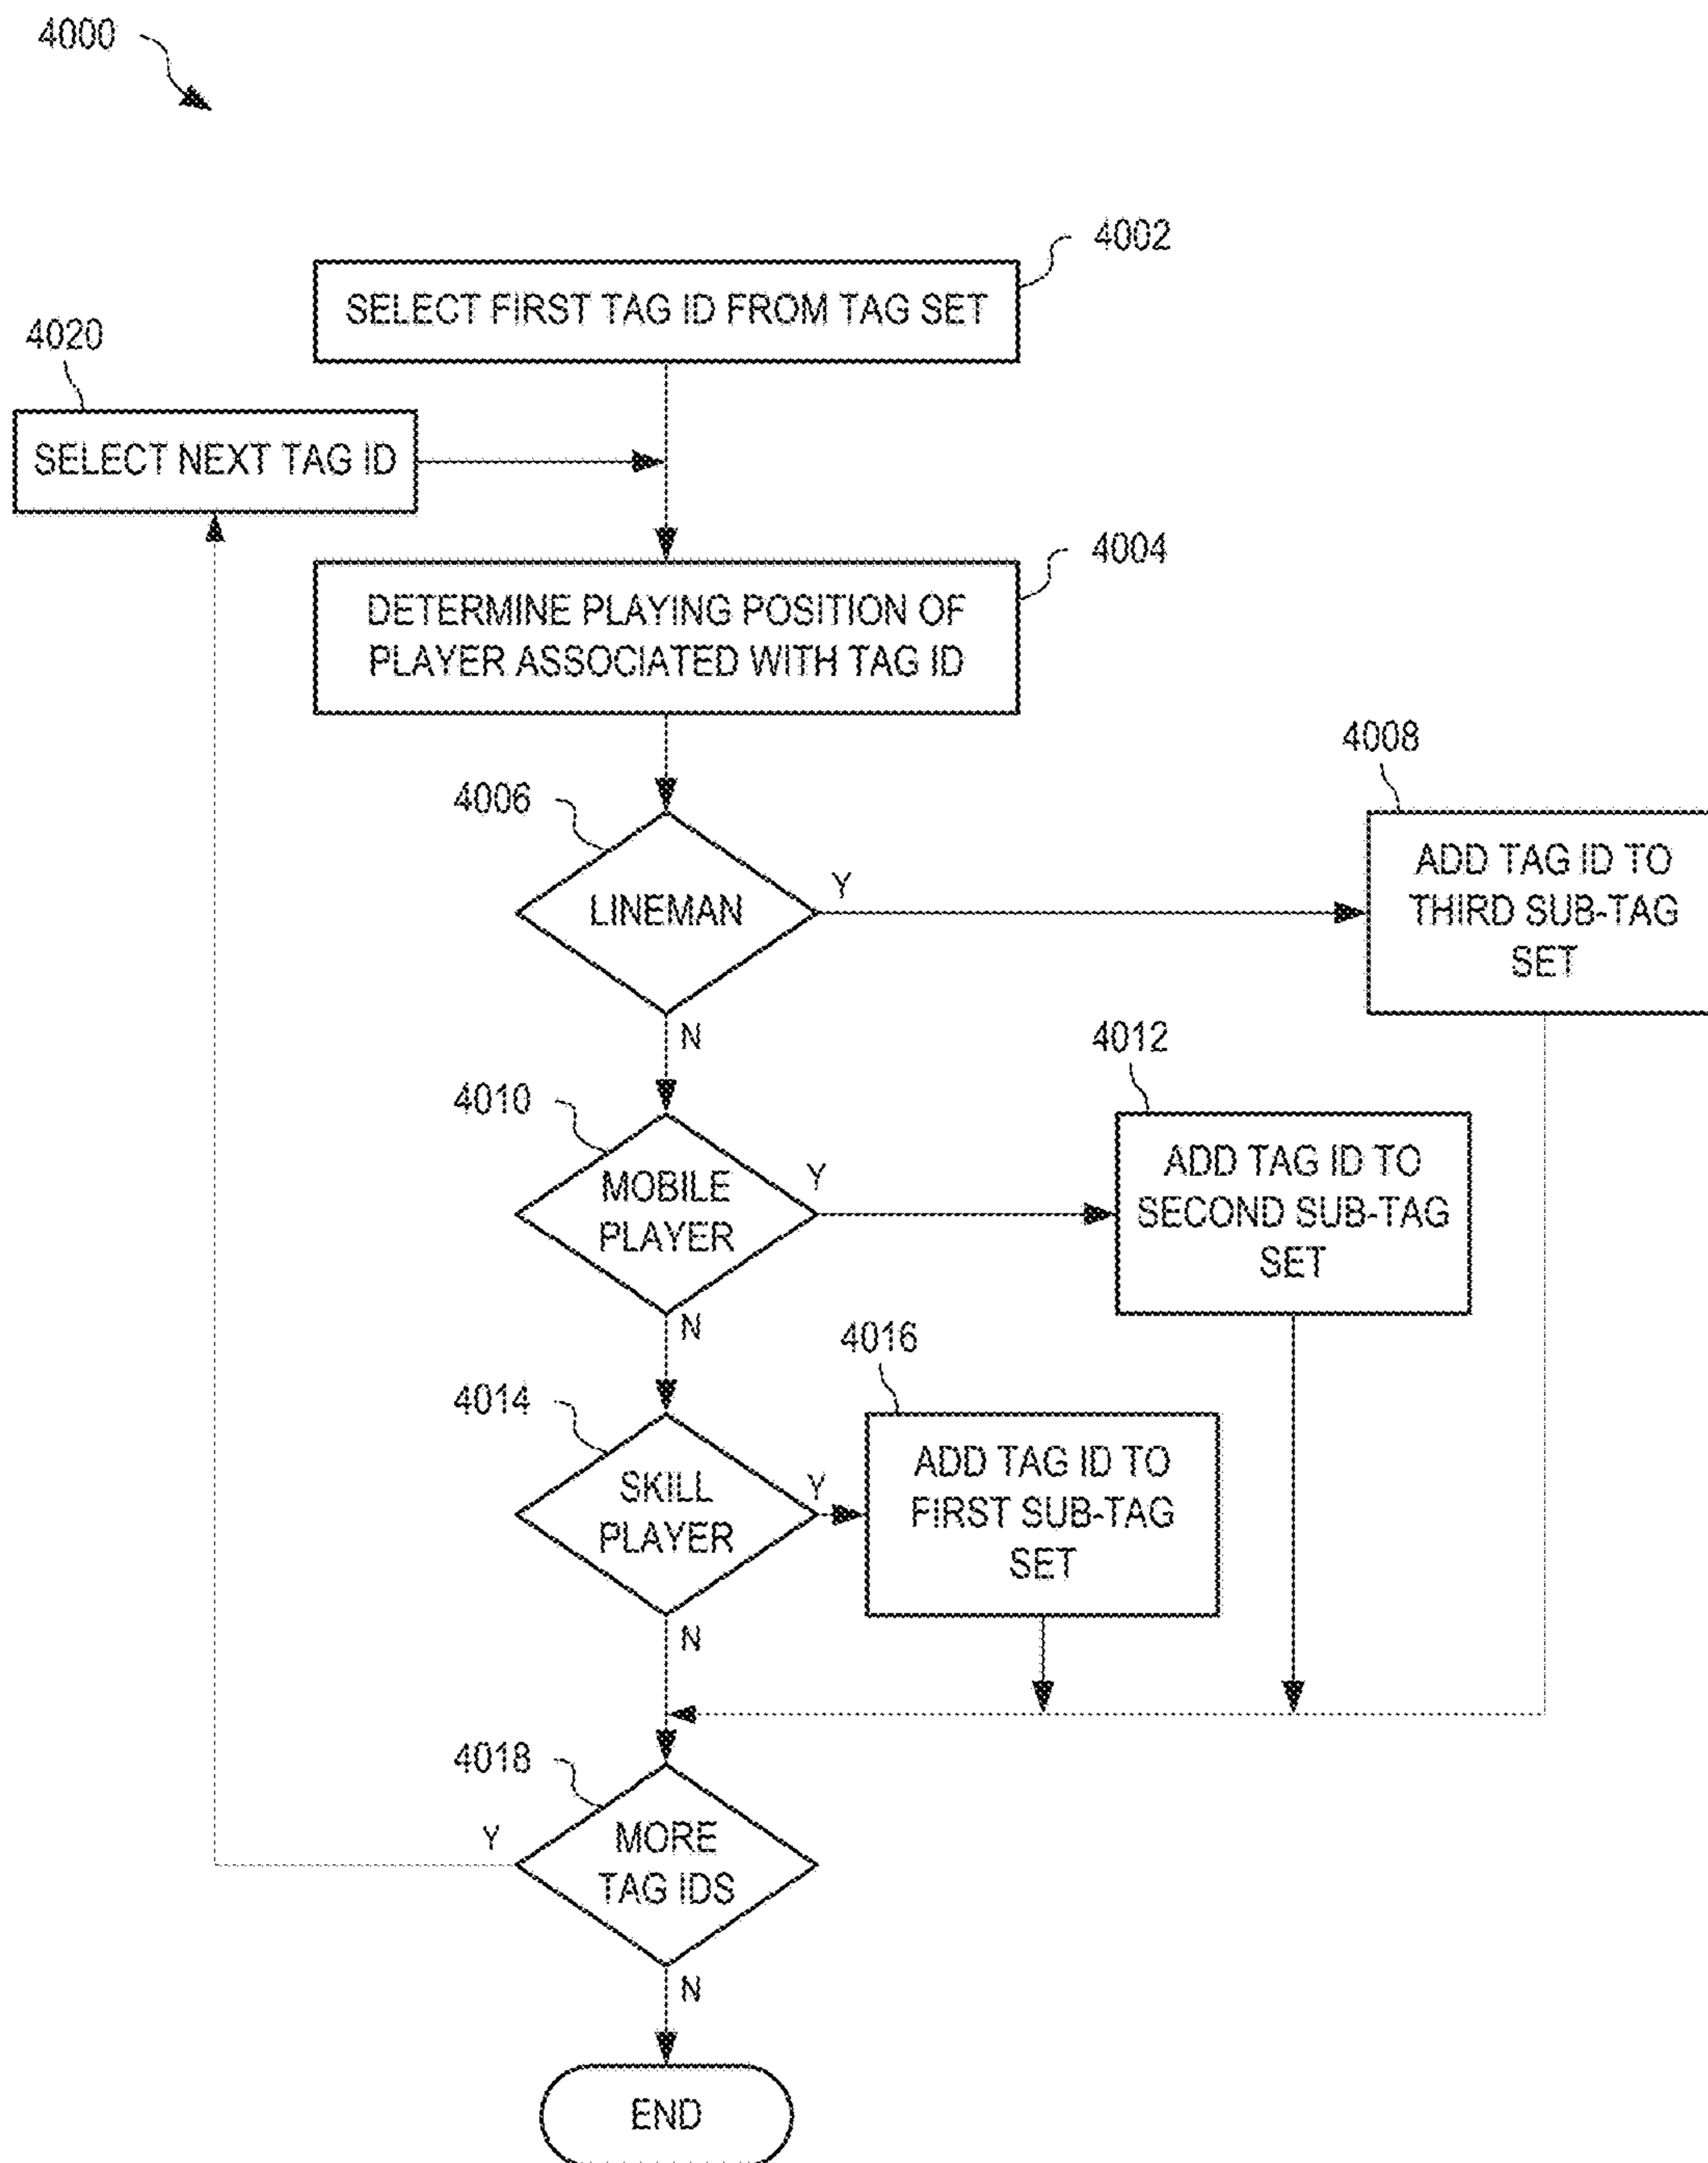 4000
4002
SELECT FIRST TAG ID FROM TAG SET
4020
SELECT NEXT TAG ID
4004
DETERMINE PLAYING POSITION OF
PLAYER ASSOCIATED WITH TAG ID
4008
ADD TAG ID TO
THIRD SUB-TAG
SET
4006
LINEMAN
Y
N
4012
ADD TAG ID TO
SECOND SUB-TAG
SET
4010
MOBILE
PLAYER
Y
N
4016
ADD TAG ID TO
FIRST SUB-TAG
SET
4014
SKILL
PLAYER
Y
N
4018
MORE
TAG IDS
Y
N
END